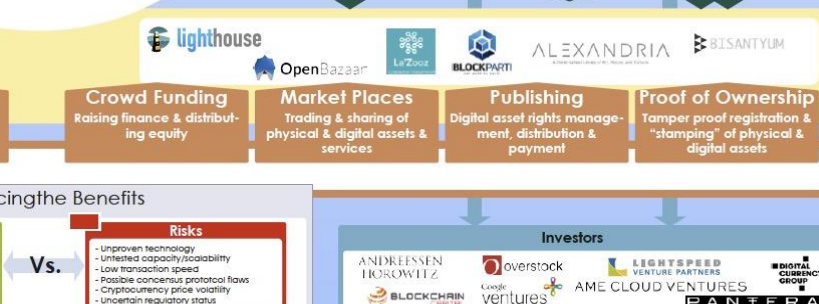 lighthouse
OpenBazaar
La'Zooz
BLOCKPARTI
ALEXANDRIA
BISANTYUM
Crowd Funding
Raising finance & distribut-
ing equity
Market Places
Trading & sharing of
physical & digital assets &
services
Publishing
Digital asset rights manage-
ment, distribution &
payment
Proof of Ownership
Tamper proof registration &
“stamping” of physical &
digital assets
cingthe Benefits
Vs.
Risks
- Unproven technology
- Untested capacity/scalability
- Low transaction speed
- Possible concensus prototcol flaws
- Cryptocurrency price volatility
- Uncertain regulatory status
Investors
ANDREESSEN
HOROWITZ
overstock
LIGHTSPEED
VENTURE PARTNERS
DIGITAL
CURRENC
GROUP
BLOCKCHAIN
Google
ventures
AME CLOUD VENTURES
PANTERA